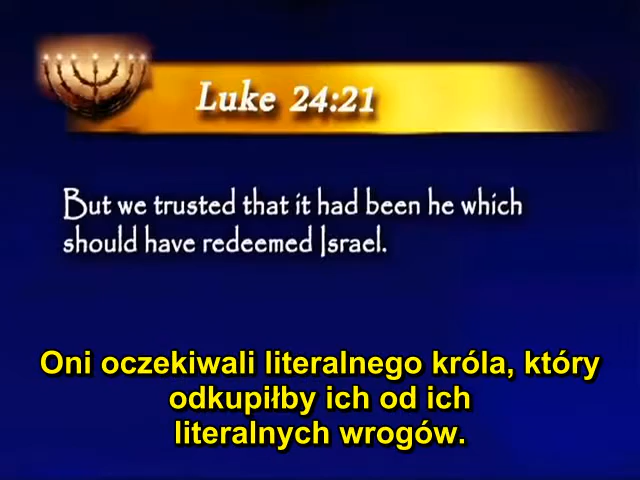 Luke 24:21
But we trusted that it had been he which
should have redeemed Israel.
Oni oczekiwali literalnego króla, który
odkupiłby ich od ich
literalnych wrogów.